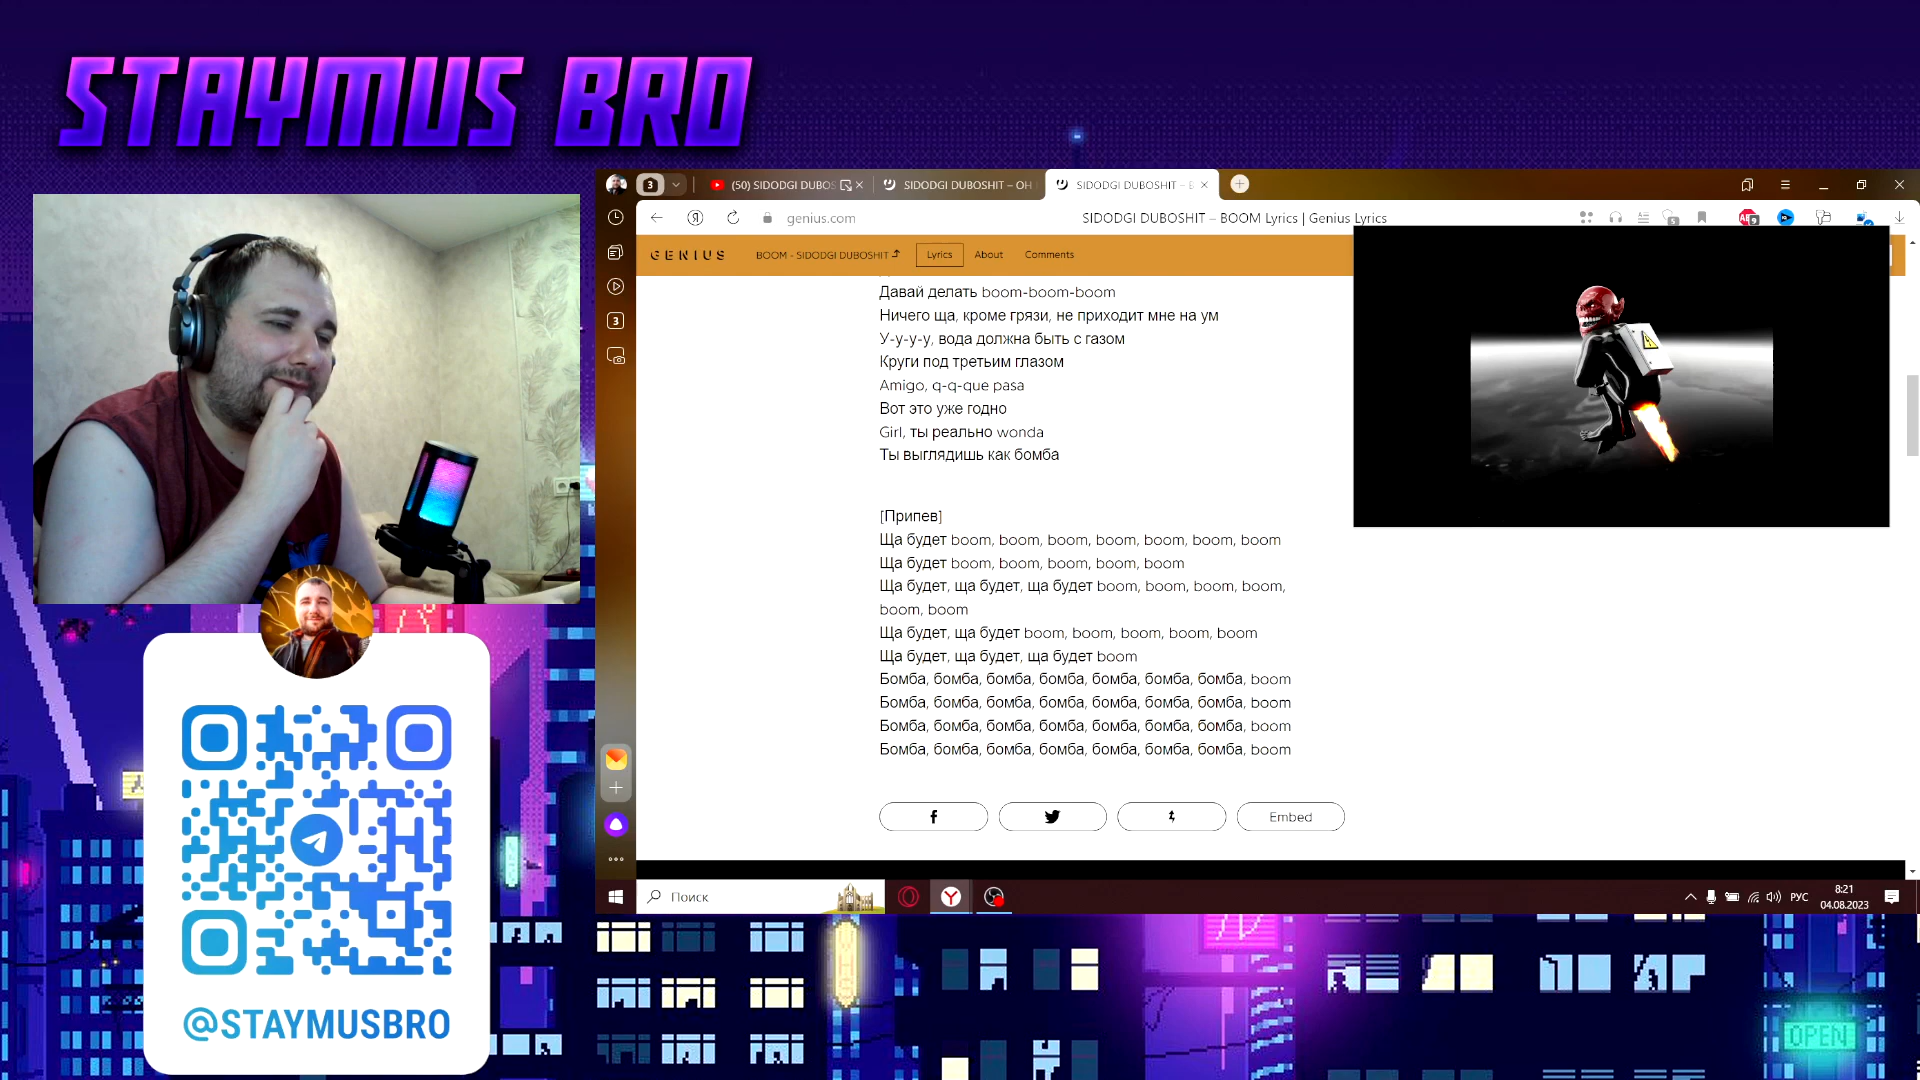 STAYMUS BRO
3
(50) SIDODGI DUBOS
SIDODGI DUBOSHIT – OH
SIDODGI DUBOSHIT –
genius.com
SIDODGI DUBOSHIT – BOOM Lyrics | Genius Lyrics
GENIUS
BOOM - SIDODGI DUBOSHIT
Lyrics
About
Comments
3
Давай делать boom-boom-boom
Ничего ща, кроме грязи, не приходит мне на ум
У-у-у-у, вода должна быть с газом
Круги под третьим глазом
Amigo, q-q-que pasa
Вот это уже годно
Girl, ты реально wonda
Ты выглядишь как бомба
[Припев]
Ща будет boom, boom, boom, boom, boom, boom, boom
Ща будет boom, boom, boom, boom, boom
Ща будет, ща будет, ща будет boom, boom, boom, boom,
boom, boom
Ща будет, ща будет boom, boom, boom, boom, boom
Ща будет, ща будет, ща будет boom
Бомба, бомба, бомба, бомба, бомба, бомба, бомба, boom
Бомба, бомба, бомба, бомба, бомба, бомба, бомба, boom
Бомба, бомба, бомба, бомба, бомба, бомба, бомба, boom
Бомба, бомба, бомба, бомба, бомба, бомба, бомба, boom
Embed
Поиск
РУС
8:21
04.08.2023
@STAYMUSBRO
OPEN